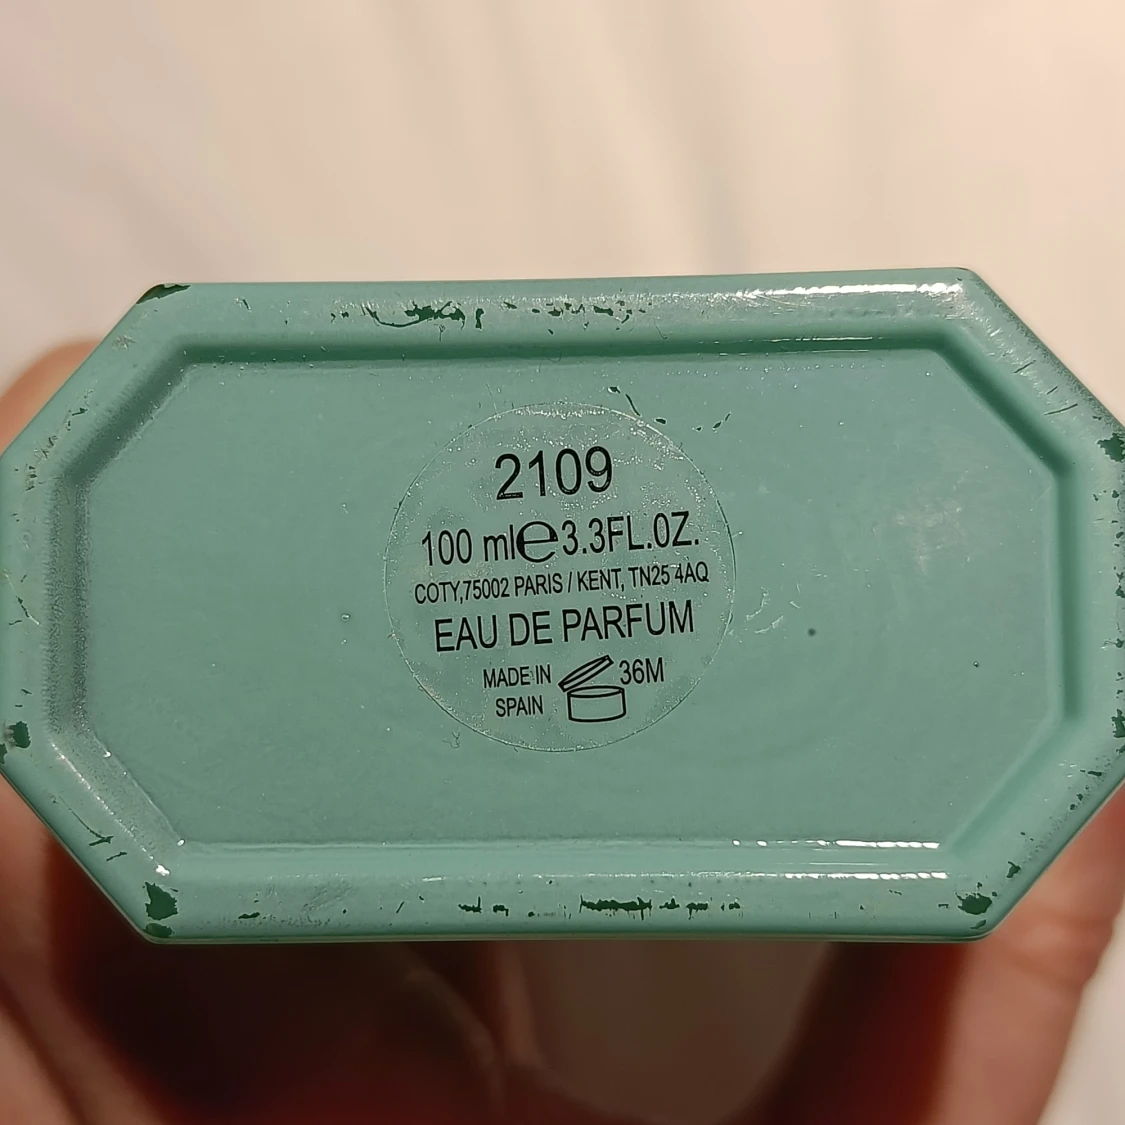 2109
100 ml℮3.3FL.OZ.
COTY,75002 PARIS / KENT, TN25 4AQ
EAU DE PARFUM
MADE IN
SPAIN
36M